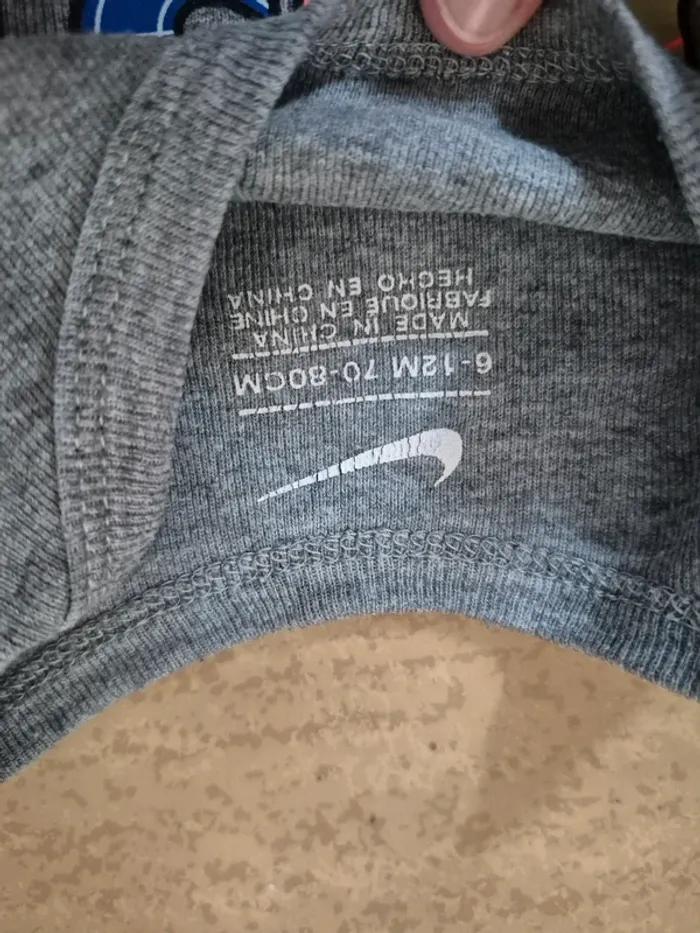 6-12M 70-80CM
MADE IN CHINA
FABRIQUE EN CHINE
HECHO EN CHINA